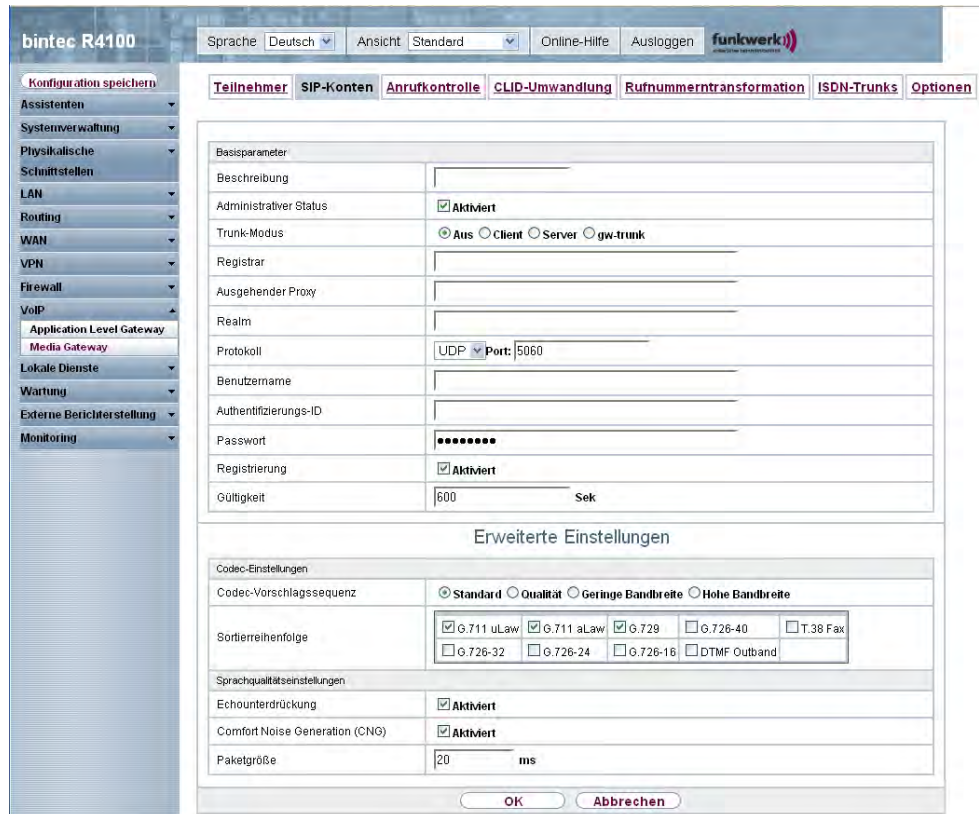 bintec R4100
Sprache Deutsch Ansicht Standard Online-Hilfe Ausloggen funkwerk
Konfiguration speichern
Assistenten
Systemverwaltung
Physikalische
Schnittstellen
LAN
Routing
WAN
VPN
Firewall
VoIP
Application Level Gateway
Media Gateway
Lokale Dienste
Wartung
Externe Berichterstellung
Monitoring
Teilnehmer SIP-Konten Anrufkontrolle CLID-Umwandlung Rufnummerntransformation ISDN-Trunks Optionen
Basisparameter
Beschreibung
Administrativer Status Aktiviert
Trunk-Modus Aus Client Server gw-trunk
Registrar
Ausgehender Proxy
Realm
Protokoll UDP Port: 5060
Benutzername
Authentifizierungs-ID
Passwort ••••••••
Registrierung Aktiviert
Gültigkeit 600 Sek
Erweiterte Einstellungen
Codec-Einstellungen
Codec-Vorschlagssequenz Standard Qualität Geringe Bandbreite Hohe Bandbreite
Sortierreihenfolge
G.711 uLaw G.711 aLaw G.729 G.726-40 T.38 Fax
G.726-32 G.726-24 G.726-16 DTMF Outband
Sprachqualitätseinstellungen
Echounterdrückung Aktiviert
Comfort Noise Generation (CNG) Aktiviert
Paketgröße 20 ms
OK Abbrechen